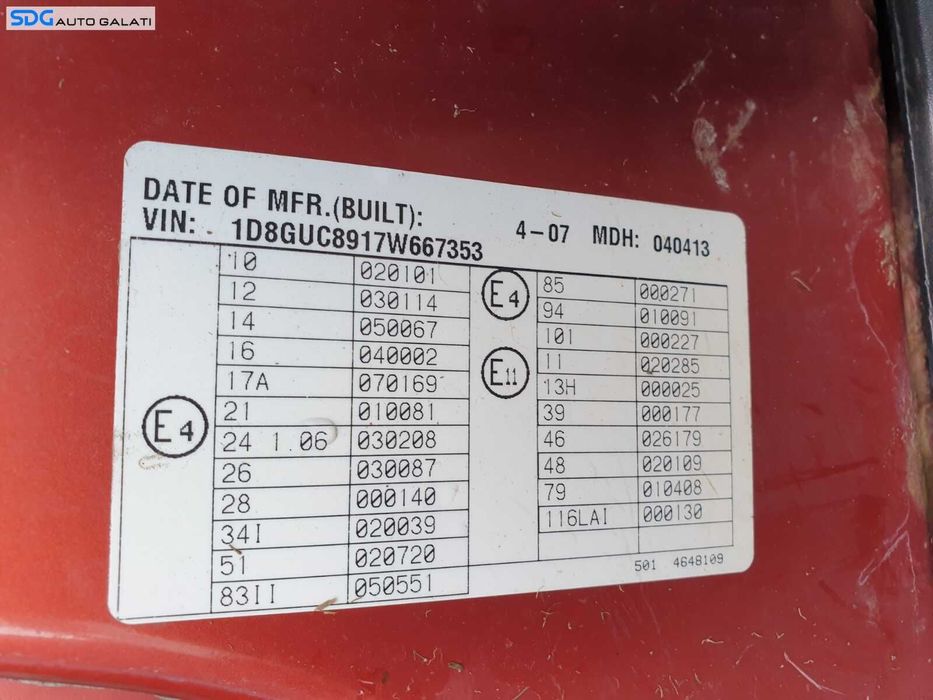 SDG AUTO GALATI
DATE OF MFR.(BUILT): 4-07 MDH: 040413
VIN: 1D8GUC8917W667353
E4
10 020101
12 030114
14 050067
16 040002
17A 070169
21 010081
24 1.06 030208
26 030087
28 000140
34I 020039
51 020720
83II 050551
E4
E11
85 000271
94 010091
101 000227
11 020285
13H 000025
39 000177
46 026179
48 020109
79 010408
116LAI 000130
501 4648109